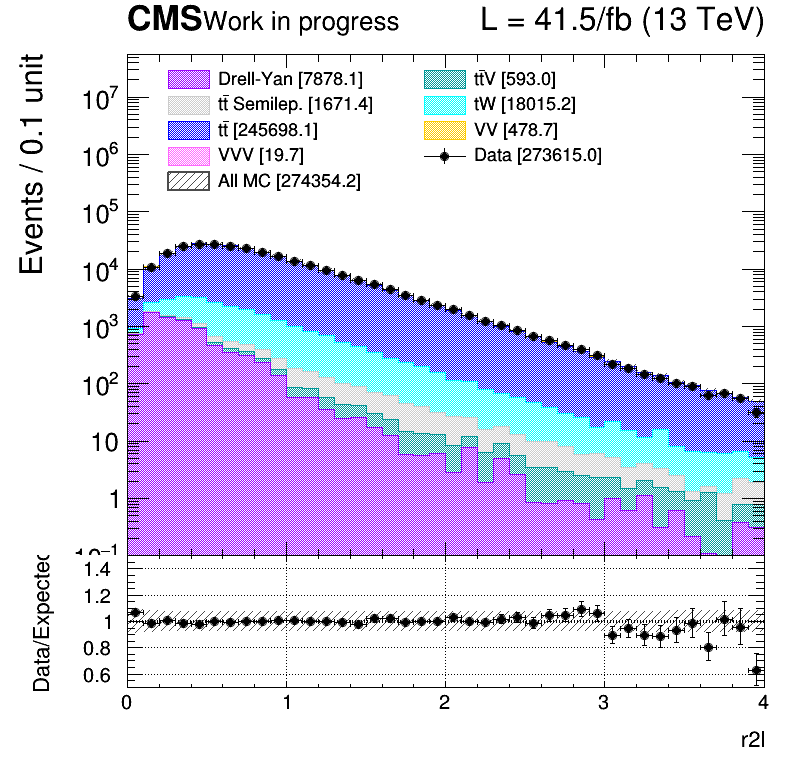 CMS Work in progress L = 41.5/fb (13 TeV)
Events / 0.1 unit
Drell-Yan [7878.1]
tt̄ Semilep. [1671.4]
tt̄ [245698.1]
VVV [19.7]
All MC [274354.2]
tt̄V [593.0]
tW [18015.2]
VV [478.7]
Data [273615.0]
10⁷
10⁶
10⁵
10⁴
10³
10²
10
1
10⁻¹
Data/Expected
1.4
1.2
1
0.8
0.6
0 1 2 3 4
r2l